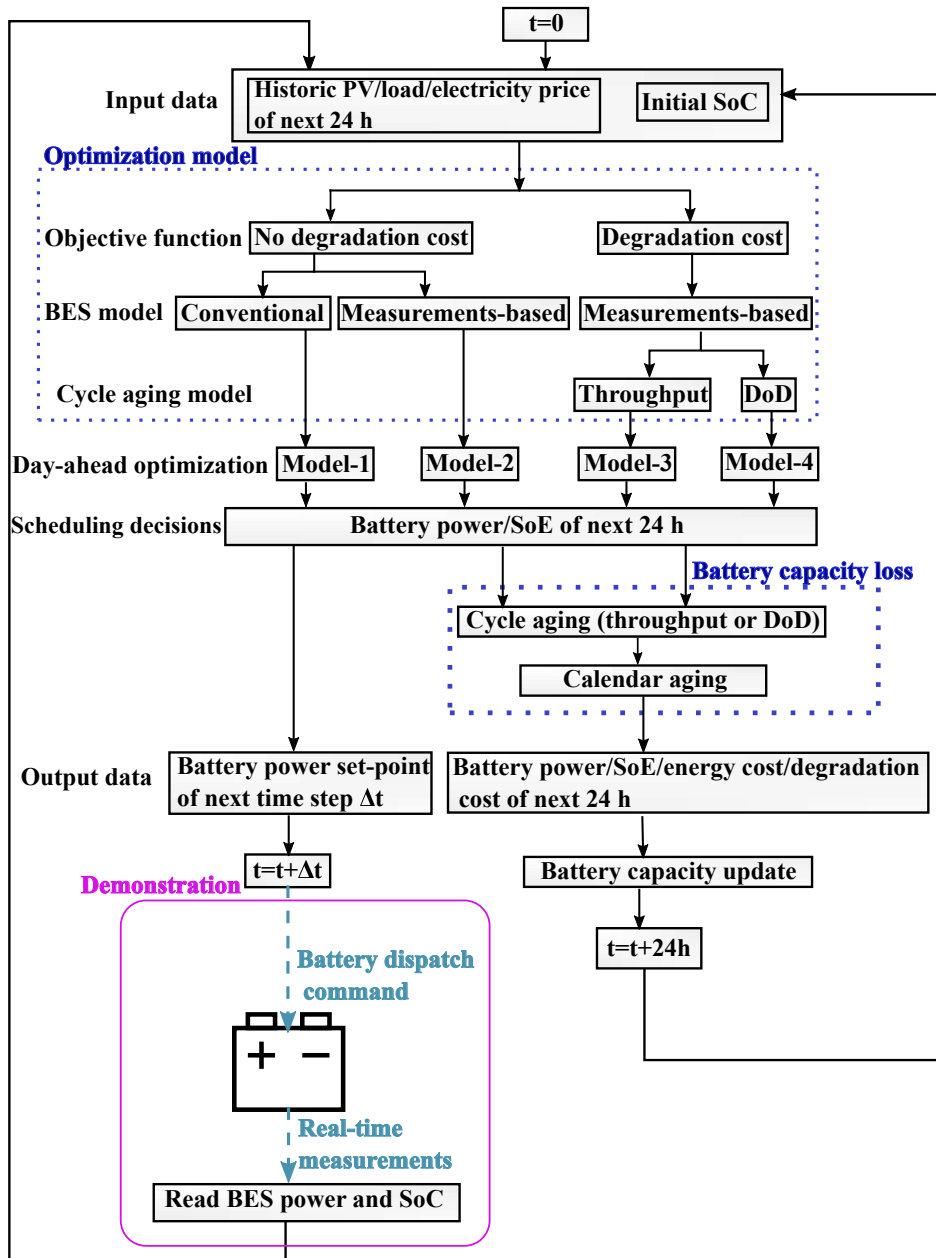 t=0
Input data
Historic PV/load/electricity price
of next 24 h
Initial SoC
Optimization model
Objective function
No degradation cost
Degradation cost
BES model
Conventional
Measurements-based
Measurements-based
Cycle aging model
Throughput
DoD
Day-ahead optimization
Model-1
Model-2
Model-3
Model-4
Scheduling decisions
Battery power/SoE of next 24 h
Battery capacity loss
Cycle aging (throughput or DoD)
Calendar aging
Output data
Battery power set-point
of next time step Δt
Battery power/SoE/energy cost/degradation
cost of next 24 h
t=t+Δt
Battery capacity update
Demonstration
t=t+24h
Battery dispatch
command
+ −
Real-time
measurements
Read BES power and SoC